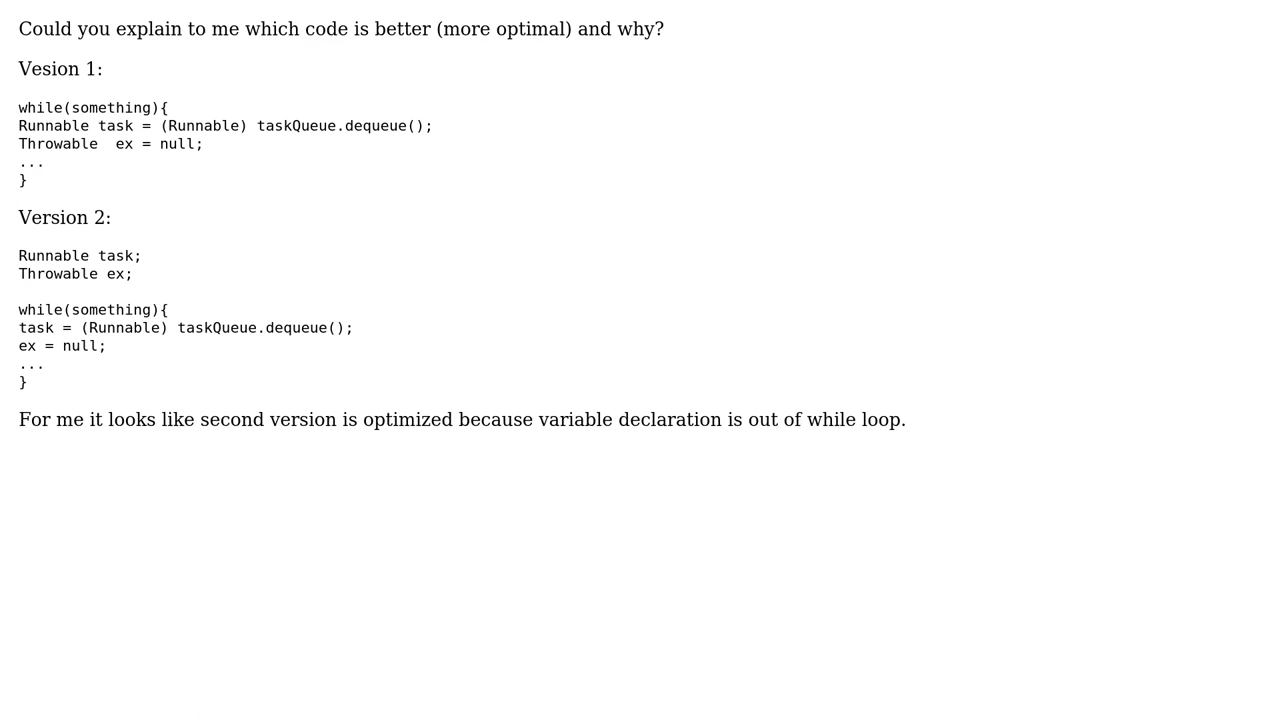 Could you explain to me which code is better (more optimal) and why?
Vesion 1:
while(something){
Runnable task = (Runnable) taskQueue.dequeue();
Throwable  ex = null;
...
}
Version 2:
Runnable task;
Throwable ex;
while(something){
task = (Runnable) taskQueue.dequeue();
ex = null;
...
}
For me it looks like second version is optimized because variable declaration is out of while loop.